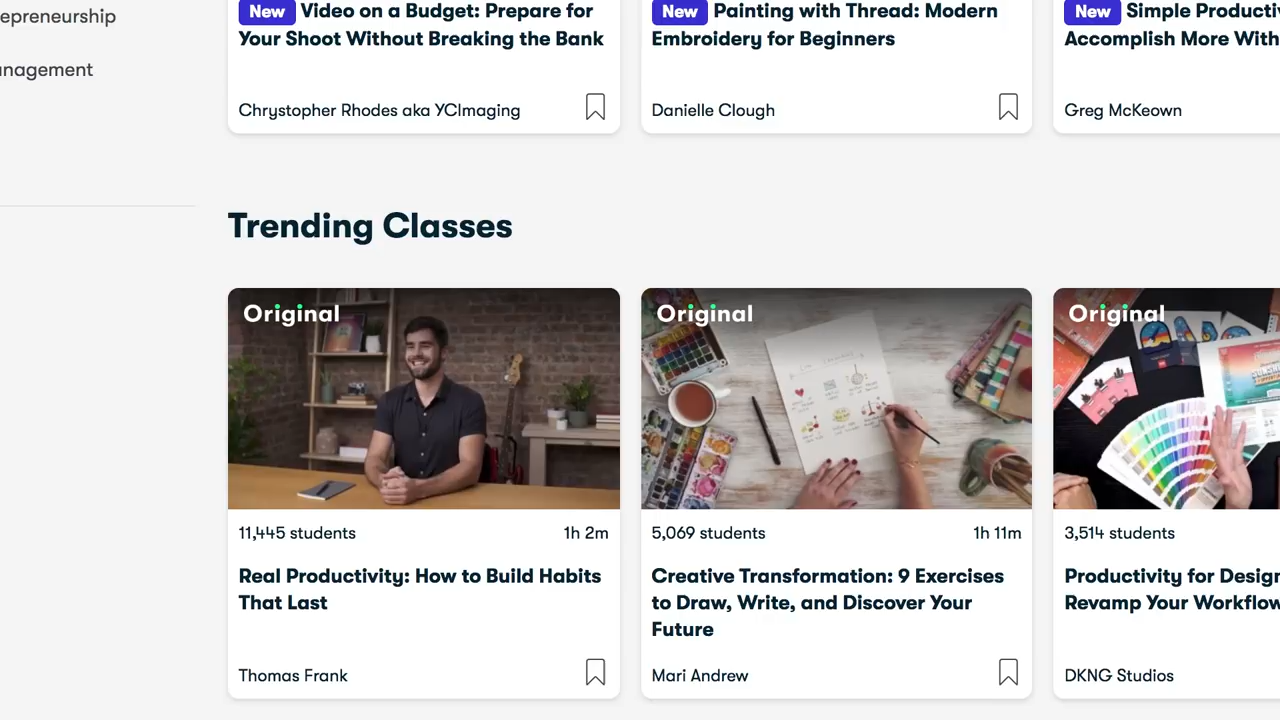 epreneurship
anagement
New Video on a Budget: Prepare for
Your Shoot Without Breaking the Bank
Chrystopher Rhodes aka YCImaging
New Painting with Thread: Modern
Embroidery for Beginners
Danielle Clough
New Simple Productiv
Accomplish More With
Greg McKeown
Trending Classes
Original
11,445 students
1h 2m
Real Productivity: How to Build Habits
That Last
Thomas Frank
Original
5,069 students
1h 11m
Creative Transformation: 9 Exercises
to Draw, Write, and Discover Your
Future
Mari Andrew
Original
3,514 students
Productivity for Design
Revamp Your Workflow
DKNG Studios